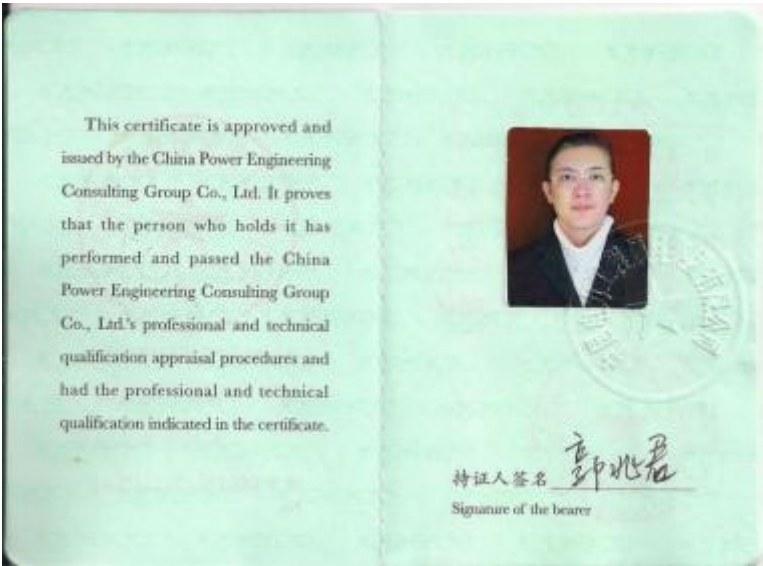 This certificate is approved and
issued by the China Power Engineering
Consulting Group Co., Ltd. It proves
that the person who holds it has
performed and passed the China
Power Engineering Consulting Group
Co., Ltd.'s professional and technical
qualification appraisal procedures and
had the professional and technical
qualification indicated in the certificate.
持证人签名 郭兆君
Signature of the bearer